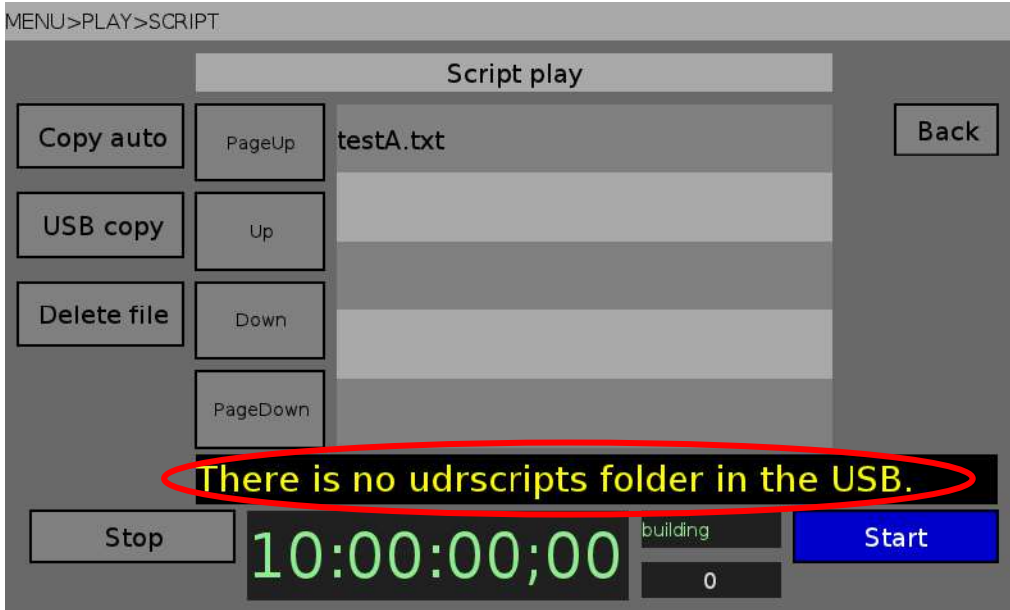 MENU>PLAY>SCRIPT
Script play
Copy auto
PageUp
testA.txt
Back
USB copy
Up
Delete file
Down
PageDown
There is no udrscripts folder in the USB.
Stop
10:00:00;00
building
0
Start